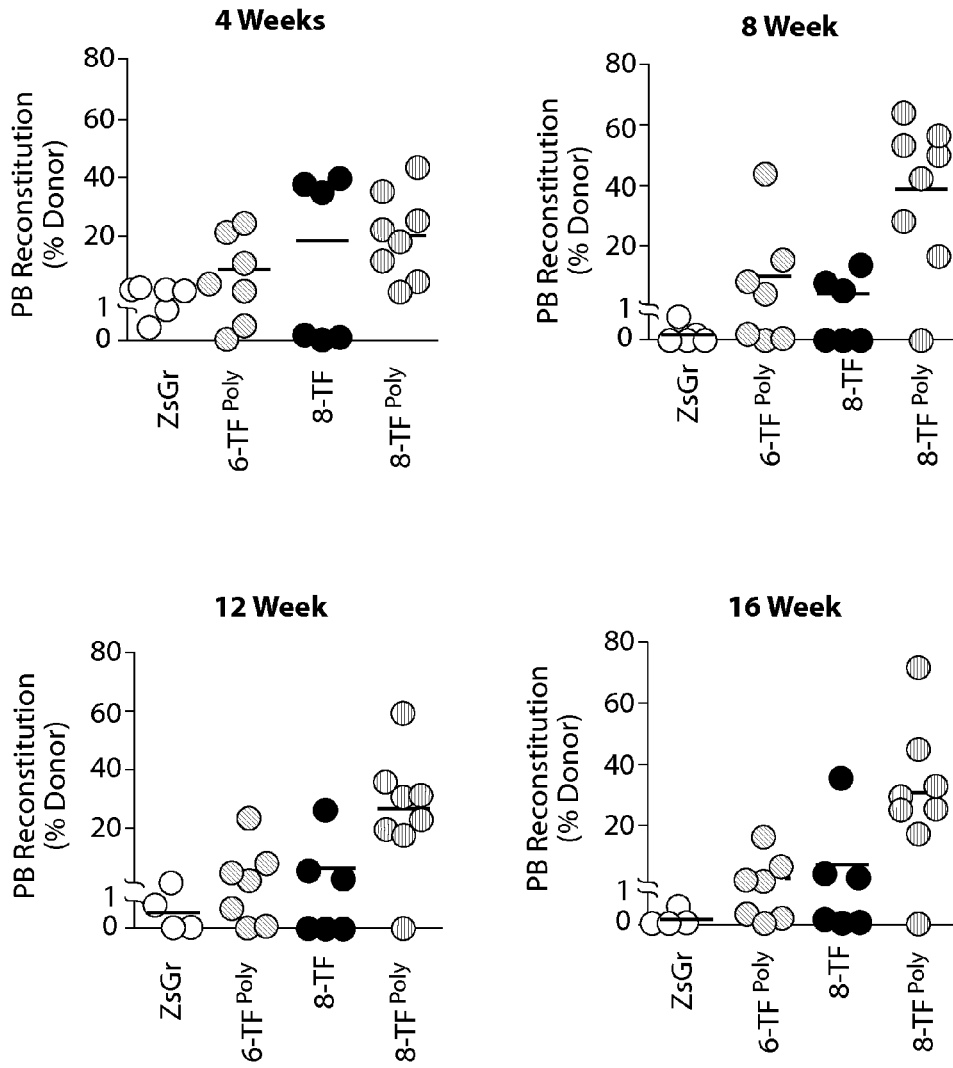 4 Weeks
PB Reconstitution
(% Donor)
80
60
40
20
1
0
ZsGr
6-TF Poly
8-TF
8-TF Poly
8 Week
PB Reconstitution
(% Donor)
80
60
40
20
1
0
ZsGr
6-TF Poly
8-TF
8-TF Poly
12 Week
PB Reconstitution
(% Donor)
80
60
40
20
1
0
ZsGr
6-TF Poly
8-TF
8-TF Poly
16 Week
PB Reconstitution
(% Donor)
80
60
40
20
1
0
ZsGr
6-TF Poly
8-TF
8-TF Poly